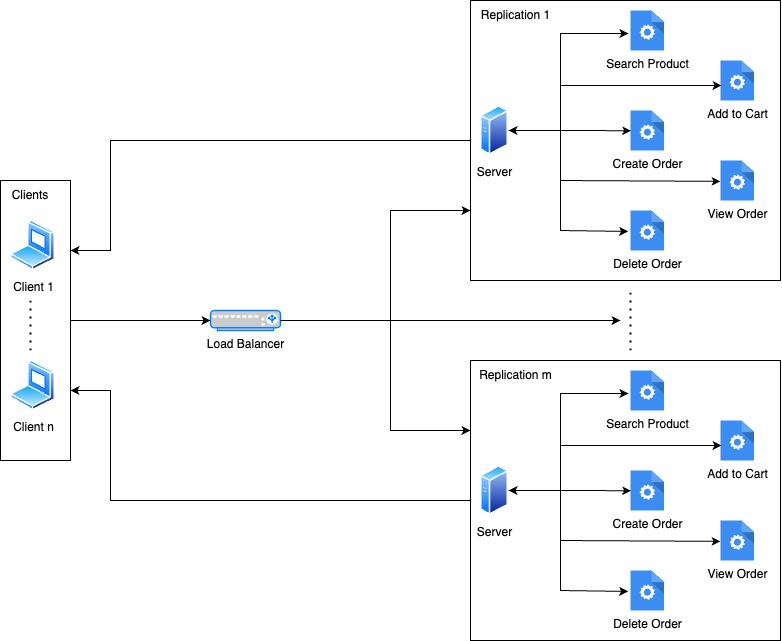 Replication 1
Search Product
Add to Cart
Server
Create Order
View Order
Delete Order
Clients
Client 1
Load Balancer
Client n
Replication m
Search Product
Add to Cart
Server
Create Order
View Order
Delete Order